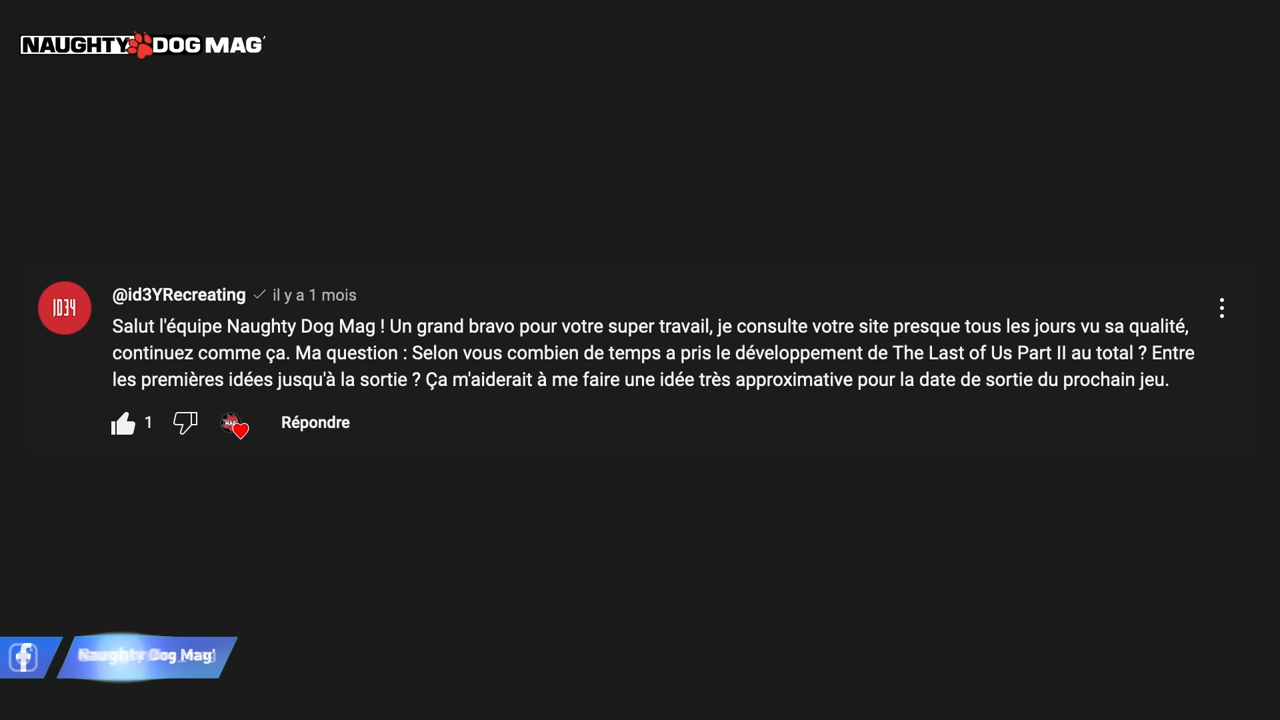 NAUGHTY DOG MAG'
1D34
@id3YRecreating il y a 1 mois
Salut l'équipe Naughty Dog Mag ! Un grand bravo pour votre super travail, je consulte votre site presque tous les jours vu sa qualité,
continuez comme ça. Ma question : Selon vous combien de temps a pris le développement de The Last of Us Part II au total ? Entre
les premières idées jusqu'à la sortie ? Ça m'aiderait à me faire une idée très approximative pour la date de sortie du prochain jeu.
1 MAG' Répondre
f Naughty Dog Mag'